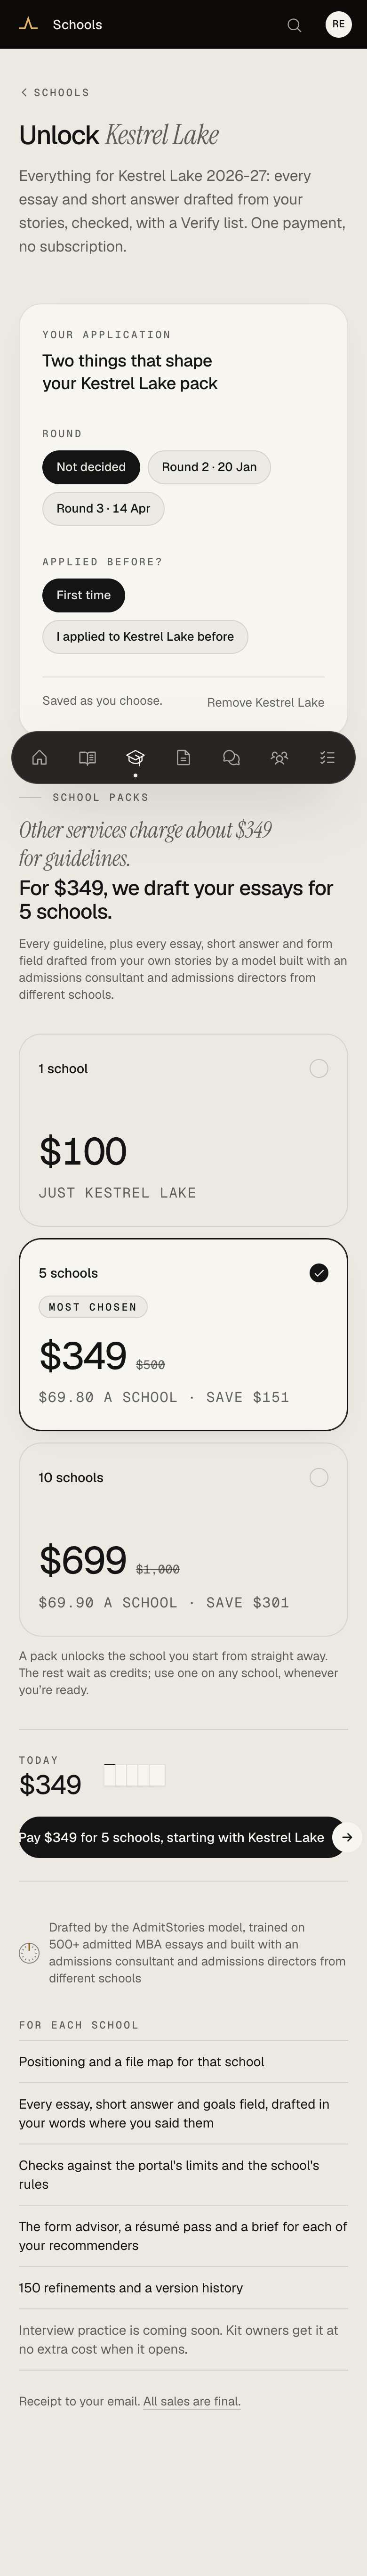 Schools
RE
SCHOOLS
Unlock Kestrel Lake
Everything for Kestrel Lake 2026-27: every
essay and short answer drafted from your
stories, checked, with a Verify list. One payment,
no subscription.
YOUR APPLICATION
Two things that shape
your Kestrel Lake pack
ROUND
Not decided
Round 2 · 20 Jan
Round 3 · 14 Apr
APPLIED BEFORE?
First time
I applied to Kestrel Lake before
Saved as you choose.
Remove Kestrel Lake
SCHOOL PACKS
Other services charge about $349
for guidelines.
For $349, we draft your essays for
5 schools.
Every guideline, plus every essay, short answer and form
field drafted from your own stories by a model built with an
admissions consultant and admissions directors from
different schools.
1 school
$100
JUST KESTREL LAKE
5 schools
MOST CHOSEN
$349 $500
$69.80 A SCHOOL · SAVE $151
10 schools
$699 $1,000
$69.90 A SCHOOL · SAVE $301
A pack unlocks the school you start from straight away.
The rest wait as credits; use one on any school, whenever
you're ready.
TODAY
$349
Pay $349 for 5 schools, starting with Kestrel Lake
Drafted by the AdmitStories model, trained on
500+ admitted MBA essays and built with an
admissions consultant and admissions directors from
different schools
FOR EACH SCHOOL
Positioning and a file map for that school
Every essay, short answer and goals field, drafted in
your words where you said them
Checks against the portal's limits and the school's
rules
The form advisor, a résumé pass and a brief for each of
your recommenders
150 refinements and a version history
Interview practice is coming soon. Kit owners get it at
no extra cost when it opens.
Receipt to your email. All sales are final.